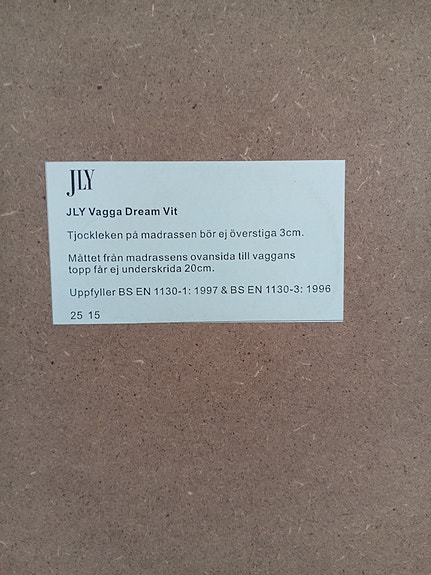 JLY
JLY Vagga Dream Vit
Tjockleken på madrassen bör ej överstiga 3cm.
Måttet från madrassens ovansida till vaggans
topp får ej underskrida 20cm.
Uppfyller BS EN 1130-1: 1997 & BS EN 1130-3: 1996
25 15